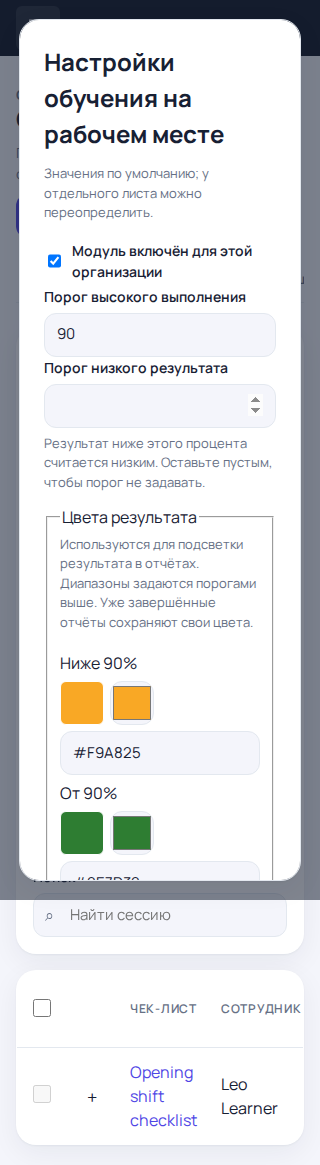 Настройки
обучения на
рабочем месте
Значения по умолчанию; у
отдельного листа можно
переопределить.
Модуль включён для этой
организации
Порог высокого выполнения
90
Порог низкого результата
Результат ниже этого процента
считается низким. Оставьте пустым,
чтобы порог не задавать.
Цвета результата
Используются для подсветки
результата в отчётах.
Диапазоны задаются порогами
выше. Уже завершённые
отчёты сохраняют свои цвета.
Ниже 90%
#F9A825
От 90%
Найти сессию
ЧЕК-ЛИСТ СОТРУДНИК
Opening
shift
checklist
+
Leo
Learner